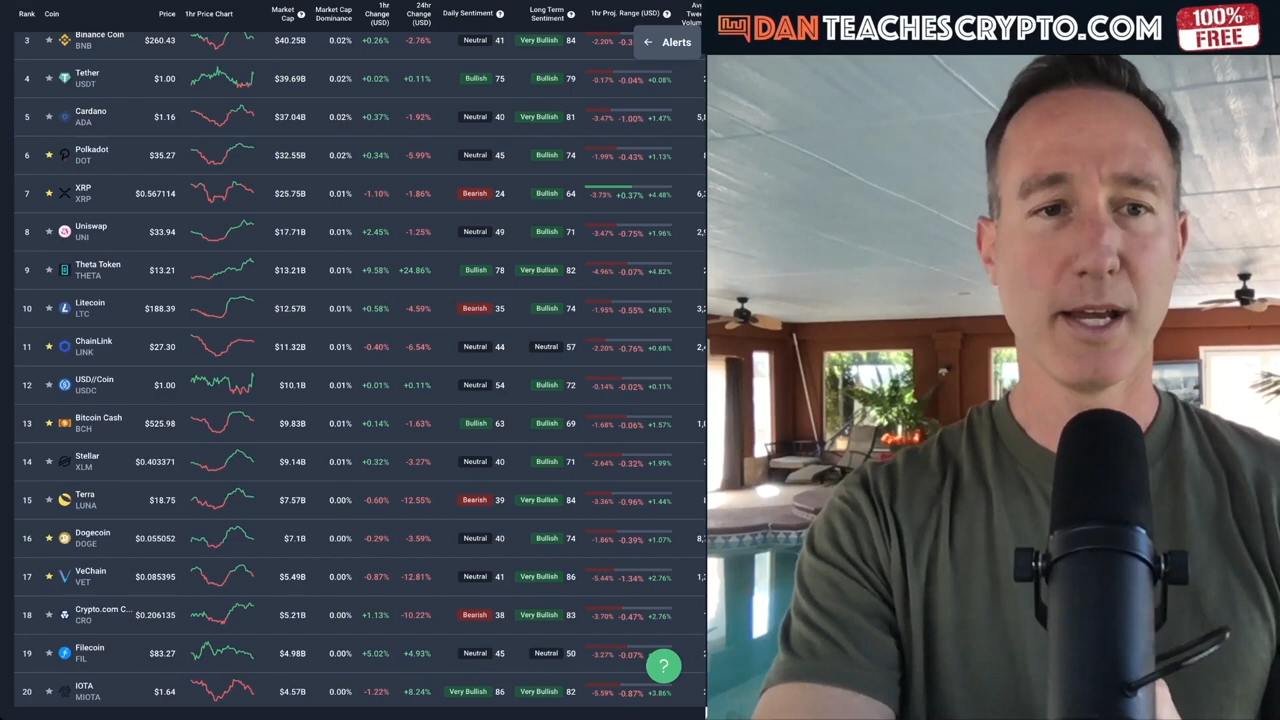 Rank Coin Price 1hr Price Chart Market Cap Market Cap Dominance 1hr Change (USD) 24hr Change (USD) Daily Sentiment Long Term Sentiment 1hr Proj. Range (USD)
DANTEACHESCRYPTO.COM 100% FREE
← Alerts
3 Binance Coin BNB $260.43 $40.25B 0.02% +0.26% -2.76% Neutral 41 Very Bullish 84 -2.20%
4 Tether USDT $1.00 $39.69B 0.02% +0.02% +0.11% Bullish 75 Bullish 79 -0.17% -0.04% +0.08%
5 Cardano ADA $1.16 $37.04B 0.02% +0.37% -1.92% Neutral 40 Very Bullish 81 -3.47% -1.00% +1.47%
6 Polkadot DOT $35.27 $32.55B 0.02% +0.34% -5.99% Neutral 45 Bullish 74 -1.99% -0.43% +1.13%
7 XRP XRP $0.567114 $25.75B 0.01% -1.10% -1.86% Bearish 24 Bullish 64 -3.73% +0.37% +4.48%
8 Uniswap UNI $33.94 $17.71B 0.01% +2.45% -1.25% Neutral 49 Bullish 71 -3.47% -0.75% +1.96%
9 Theta Token THETA $13.21 $13.21B 0.01% +9.58% +24.86% Bullish 78 Very Bullish 82 -4.96% -0.07% +4.82%
10 Litecoin LTC $188.39 $12.57B 0.01% +0.58% -4.59% Bearish 35 Bullish 74 -1.95% -0.55% +0.85%
11 ChainLink LINK $27.30 $11.32B 0.01% -0.40% -6.54% Neutral 44 Neutral 57 -2.20% -0.76% +0.68%
12 USD//Coin USDC $1.00 $10.1B 0.01% +0.01% +0.11% Neutral 54 Bullish 72 -0.14% -0.02% +0.11%
13 Bitcoin Cash BCH $525.98 $9.83B 0.01% +0.14% -1.63% Bullish 63 Bullish 69 -1.68% -0.06% +1.57%
14 Stellar XLM $0.403371 $9.14B 0.01% +0.32% -3.27% Neutral 40 Bullish 71 -2.64% -0.32% +1.99%
15 Terra LUNA $18.75 $7.57B 0.00% -0.60% -12.55% Bearish 39 Very Bullish 84 -3.36% -0.96% +1.44%
16 Dogecoin DOGE $0.055052 $7.1B 0.00% -0.29% -3.59% Neutral 40 Bullish 74 -1.86% -0.39% +1.07%
17 VeChain VET $0.085395 $5.49B 0.00% -0.87% -12.81% Neutral 41 Very Bullish 86 -5.44% -1.34% +2.76%
18 Crypto.com C... CRO $0.206135 $5.21B 0.00% +1.13% -10.22% Bearish 38 Very Bullish 83 -3.70% -0.47% +2.76%
19 Filecoin FIL $83.27 $4.98B 0.00% +5.02% +4.93% Neutral 45 Neutral 50 -3.27% -0.07%
?
20 IOTA MIOTA $1.64 $4.57B 0.00% -1.22% +8.24% Very Bullish 86 Very Bullish 82 -5.59% -0.87% +3.86%